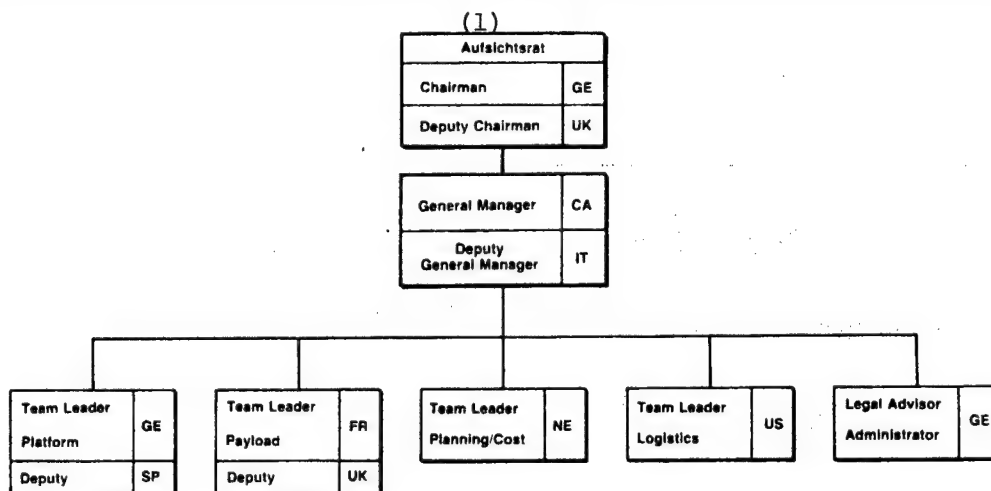 (1)
Aufsichtsrat
Chairman GE
Deputy Chairman UK
General Manager CA
Deputy
General Manager IT
Team Leader
Platform GE
Deputy SP
Team Leader
Payload FR
Deputy UK
Team Leader
Planning/Cost NE
Team Leader
Logistics US
Legal Advisor
Administrator GE